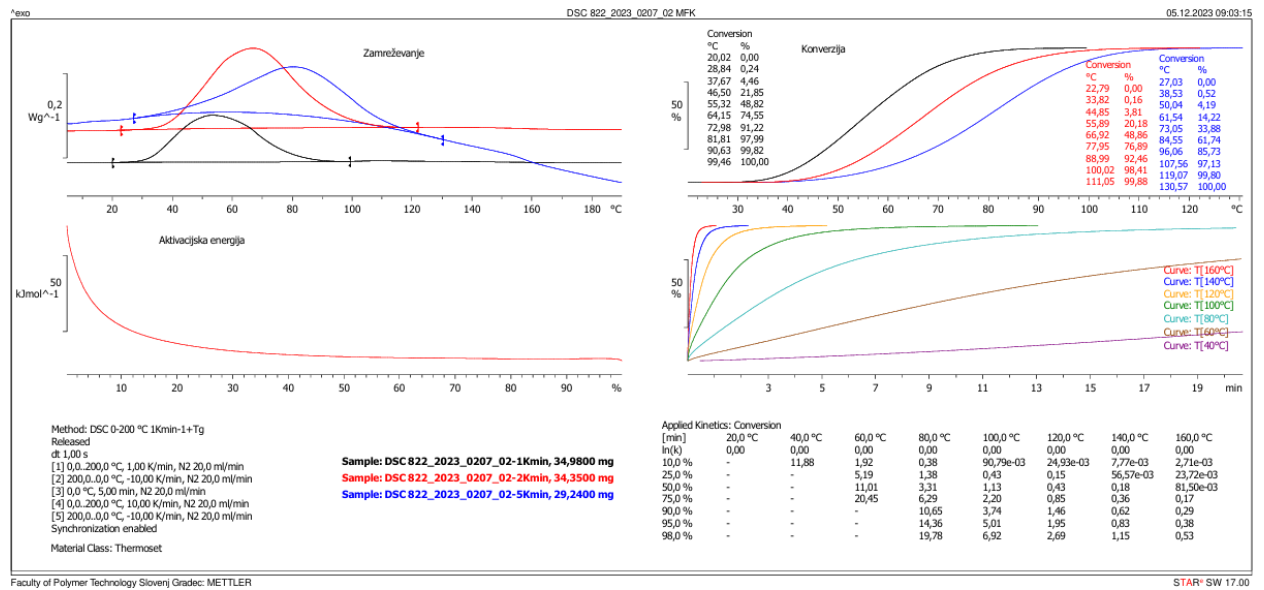 ^exo DSC 822_2023_0207_02 MFK 05.12.2023 09:03:15
Zamreževanje
0,2
Wg^-1
20 40 60 80 100 120 140 160 180 °C
Konverzija
50
%
Conversion
°C %
20,02 0,00
28,84 0,24
37,67 4,46
46,50 21,85
55,32 48,82
64,15 74,55
72,98 91,22
81,81 97,99
90,63 99,82
99,46 100,00
Conversion
°C %
22,79 0,00
33,82 0,16
44,85 3,81
55,89 20,18
66,92 48,86
77,95 76,89
88,99 92,46
100,02 98,41
111,05 99,88
Conversion
°C %
27,03 0,00
38,53 0,52
50,04 4,19
61,54 14,22
73,05 33,88
84,55 61,74
96,06 85,73
107,56 97,13
119,07 99,80
130,57 100,00
30 40 50 60 70 80 90 100 110 120 °C
Aktivacijska energija
50
kJmol^-1
10 20 30 40 50 60 70 80 90 %
50
%
Curve: T[160°C]
Curve: T[140°C]
Curve: T[120°C]
Curve: T[100°C]
Curve: T[80°C]
Curve: T[60°C]
Curve: T[40°C]
3 5 7 9 11 13 15 17 19 min
Method: DSC 0-200 °C 1Kmin-1+Tg
Released
dt 1,00 s
[1] 0,0..200,0 °C, 1,00 K/min, N2 20,0 ml/min
[2] 200,0..0,0 °C, -10,00 K/min, N2 20,0 ml/min
[3] 0,0 °C, 5,00 min, N2 20,0 ml/min
[4] 0,0..200,0 °C, 10,00 K/min, N2 20,0 ml/min
[5] 200,0..0,0 °C, -10,00 K/min, N2 20,0 ml/min
Synchronization enabled
Material Class: Thermoset
Sample: DSC 822_2023_0207_02-1Kmin, 34,9800 mg
Sample: DSC 822_2023_0207_02-2Kmin, 34,3500 mg
Sample: DSC 822_2023_0207_02-5Kmin, 29,2400 mg
Applied Kinetics: Conversion
[min] 20,0 °C 40,0 °C 60,0 °C 80,0 °C 100,0 °C 120,0 °C 140,0 °C 160,0 °C
ln(k) 0,00 0,00 0,00 0,00 0,00 0,00 0,00 0,00
10,0 % - 11,88 1,92 0,38 90,79e-03 24,93e-03 7,77e-03 2,71e-03
25,0 % - - 5,19 1,38 0,43 0,15 56,57e-03 23,72e-03
50,0 % - - 11,01 3,31 1,13 0,43 0,18 81,50e-03
75,0 % - - 20,45 6,29 2,20 0,85 0,36 0,17
90,0 % - - - 10,65 3,74 1,46 0,62 0,29
95,0 % - - - 14,36 5,01 1,95 0,83 0,38
98,0 % - - - 19,78 6,92 2,69 1,15 0,53
Faculty of Polymer Technology Slovenj Gradec: METTLER STARe SW 17.00